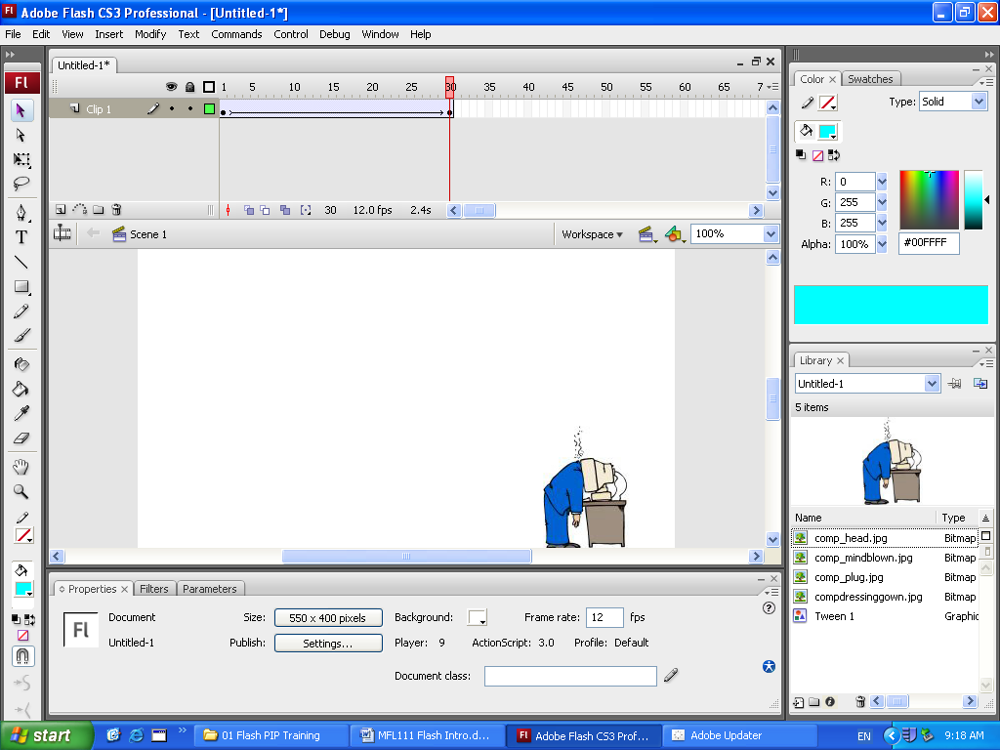 Fl Adobe Flash CS3 Professional - [Untitled-1*]
File Edit View Insert Modify Text Commands Control Debug Window Help
Untitled-1*
Fl
1 5 10 15 20 25 30 35 40 45 50 55 60 65 7
Clip 1
30 12.0 fps 2.4s
Scene 1
Workspace
100%
T
Properties Filters Parameters
Fl
Document
Untitled-1
Size: 550 x 400 pixels
Background:
Frame rate: 12 fps
Publish: Settings...
Player: 9 ActionScript: 3.0 Profile: Default
Document class:
Color Swatches
Type: Solid
R: 0
G: 255
B: 255
Alpha: 100%
#00FFFF
Library
Untitled-1
5 items
Name Type
comp_head.jpg Bitmap
comp_mindblown.jpg Bitmap
comp_plug.jpg Bitmap
compdressinggown.jpg Bitmap
Tween 1 Graphic
start
01 Flash PIP Training
MFL111 Flash Intro.d...
Fl Adobe Flash CS3 Prof...
Adobe Updater
EN
9:18 AM